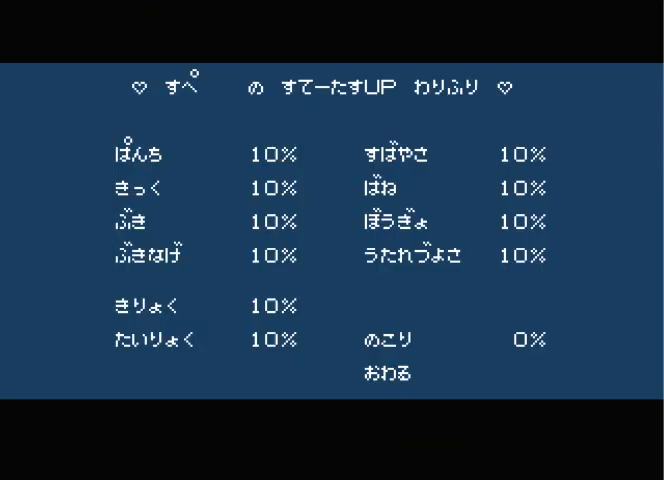 ♡ すぺ の すてーたすUP わりふり ♡
ぱんち 10% すばやさ 10%
きっく 10% ばね 10%
ぶき 10% ぼうぎょ 10%
ぶきなげ 10% うたれづよさ 10%
きりょく 10%
たいりょく 10% のこり 0%
おわる